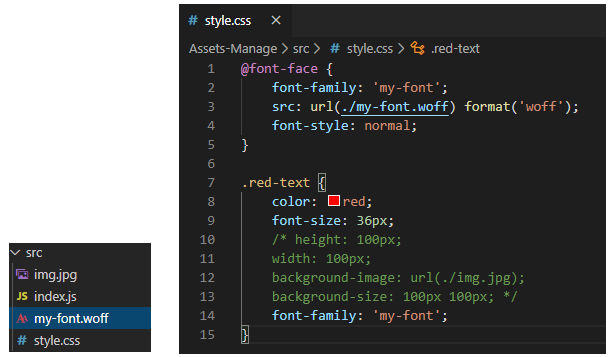 style.css
Assets-Manage > src > # style.css > .red-text
1 @font-face {
2 font-family: 'my-font';
3 src: url(./my-font.woff) format('woff');
4 font-style: normal;
5 }
6
7 .red-text {
8 color: red;
9 font-size: 36px;
10 /* height: 100px;
11 width: 100px;
12 background-image: url(./img.jpg);
13 background-size: 100px 100px; */
14 font-family: 'my-font';
15 }
src
img.jpg
JS index.js
my-font.woff
# style.css